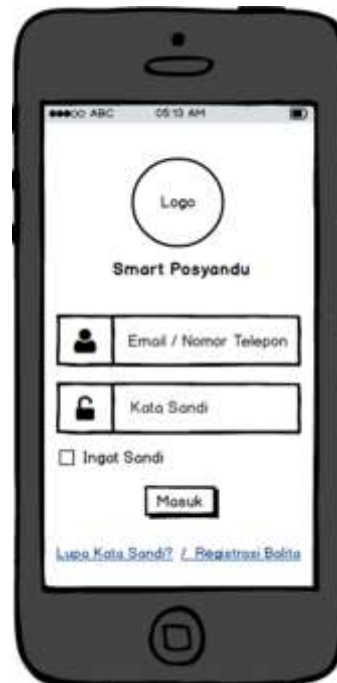 ABC 05:13 AM
Logo
Smart Posyandu
Email / Nomor Telepon
Kata Sandi
Ingat Sandi
Masuk
Lupa Kata Sandi? / Registrasi Balita